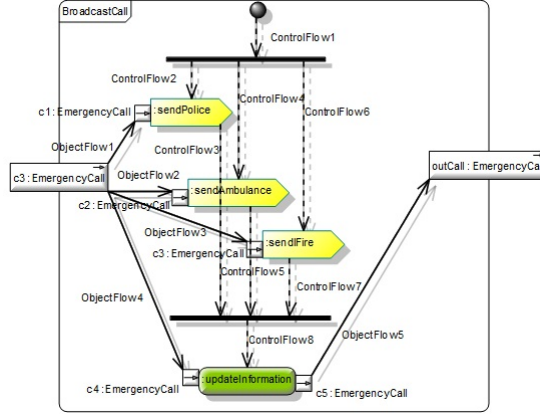 BroadcastCall
ControlFlow1
ControlFlow2
ControlFlow4
ControlFlow6
c1:EmergencyCall
:sendPolice
ObjectFlow1
ControlFlow3
c3:EmergencyCall
ObjectFlow2
:sendAmbulance
outCall : EmergencyCa
c2:EmergencyCall
ObjectFlow3
:sendFire
c3:EmergencyCall
ControlFlow5
ControlFlow7
ObjectFlow4
ControlFlow8
ObjectFlow5
:updateInformation
c4:EmergencyCall
c5:EmergencyCall